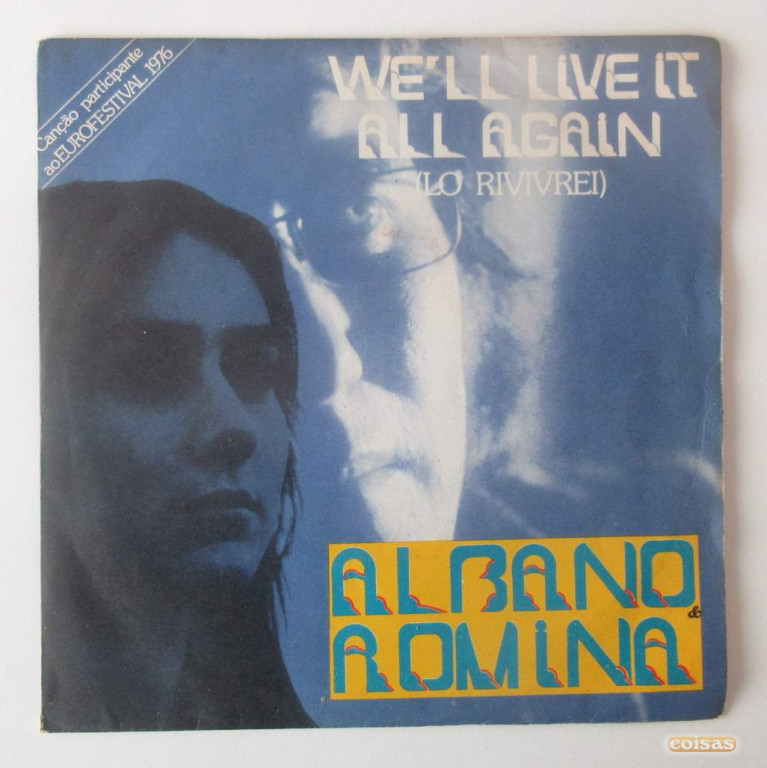 Canção participante
ao EUROFESTIVAL 1976
WE'LL LIVE IT
ALL AGAIN
(LO RIVIVREI)
ALBANO &
ROMINA
coisas